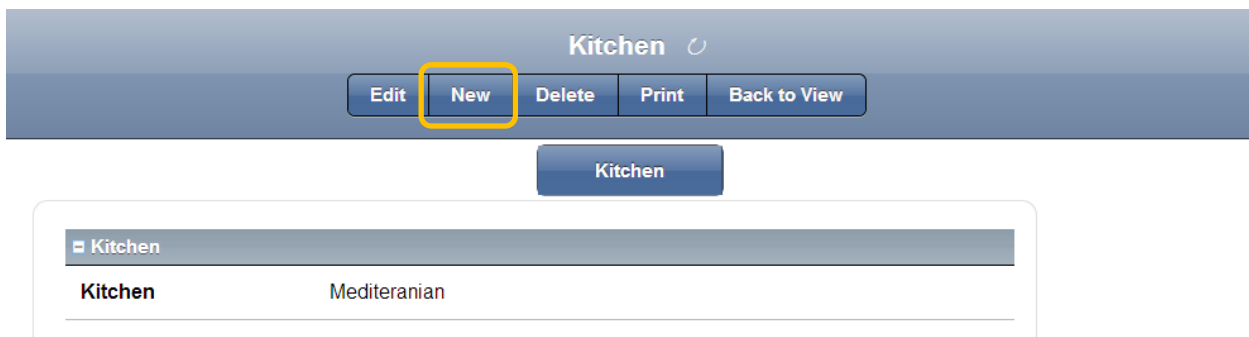 Kitchen
Edit New Delete Print Back to View
Kitchen
Kitchen
Kitchen Mediteranian